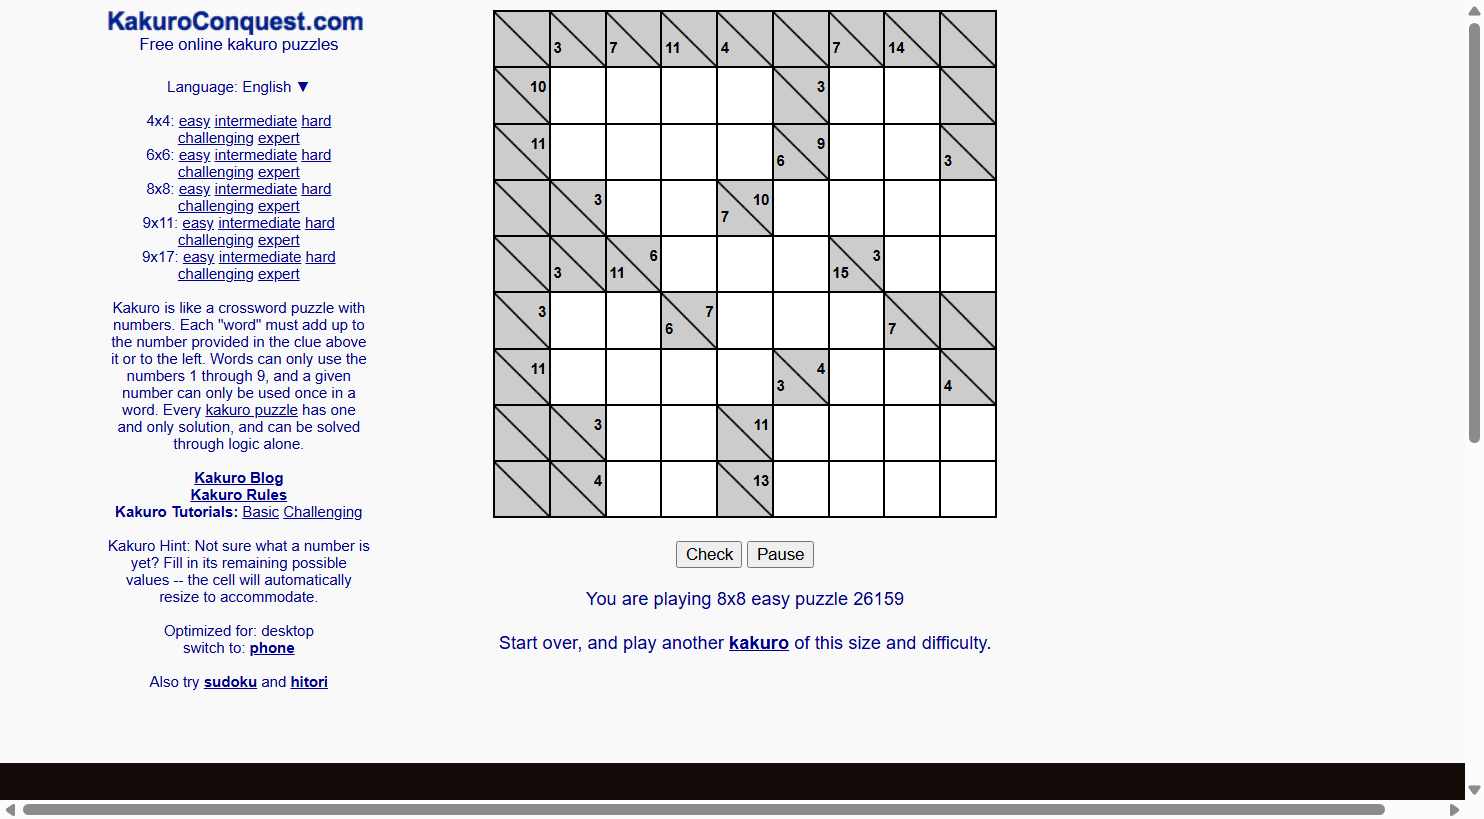 KakuroConquest.com
Free online kakuro puzzles
Language: English ▼
4x4: easy intermediate hard
challenging expert
6x6: easy intermediate hard
challenging expert
8x8: easy intermediate hard
challenging expert
9x11: easy intermediate hard
challenging expert
9x17: easy intermediate hard
challenging expert
Kakuro is like a crossword puzzle with
numbers. Each "word" must add up to
the number provided in the clue above
it or to the left. Words can only use the
numbers 1 through 9, and a given
number can only be used once in a
word. Every kakuro puzzle has one
and only solution, and can be solved
through logic alone.
Kakuro Blog
Kakuro Rules
Kakuro Tutorials: Basic Challenging
Kakuro Hint: Not sure what a number is
yet? Fill in its remaining possible
values -- the cell will automatically
resize to accommodate.
Optimized for: desktop
switch to: phone
Also try sudoku and hitori
3 7 11 4 7 14
10 3
11 6 9 3
3 7 10
3 11 6 15 3
3 6 7 7
11 3 4 4
3 11
4 13
Check Pause
You are playing 8x8 easy puzzle 26159
Start over, and play another kakuro of this size and difficulty.